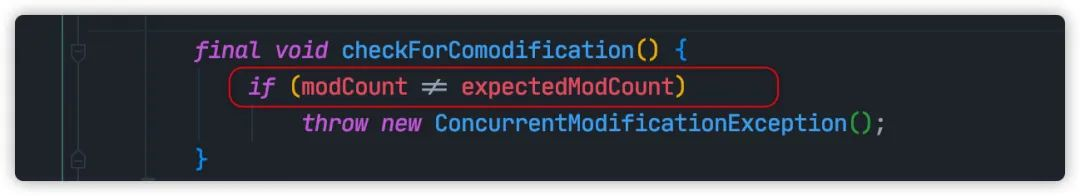 final void checkForComodification() {
if (modCount != expectedModCount)
throw new ConcurrentModificationException();
}